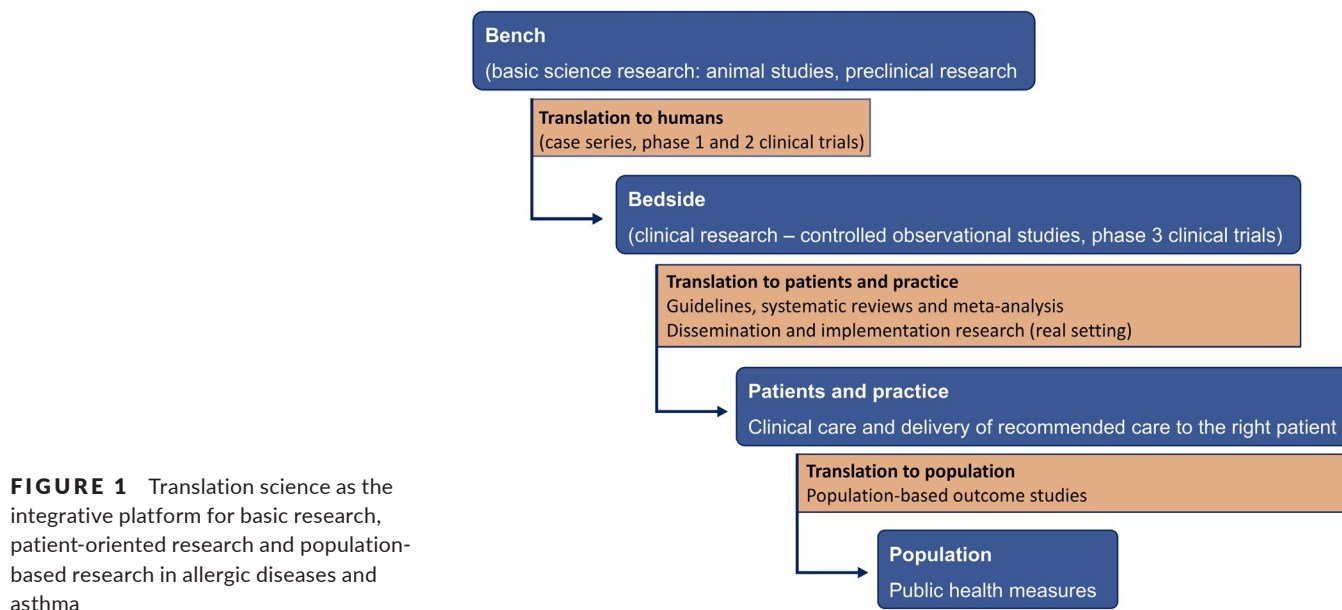 Bench
(basic science research: animal studies, preclinical research
Translation to humans
(case series, phase 1 and 2 clinical trials)
Bedside
(clinical research – controlled observational studies, phase 3 clinical trials)
Translation to patients and practice
Guidelines, systematic reviews and meta-analysis
Dissemination and implementation research (real setting)
Patients and practice
Clinical care and delivery of recommended care to the right patient
Translation to population
Population-based outcome studies
Population
Public health measures
FIGURE 1 Translation science as the
integrative platform for basic research,
patient-oriented research and population-
based research in allergic diseases and
asthma